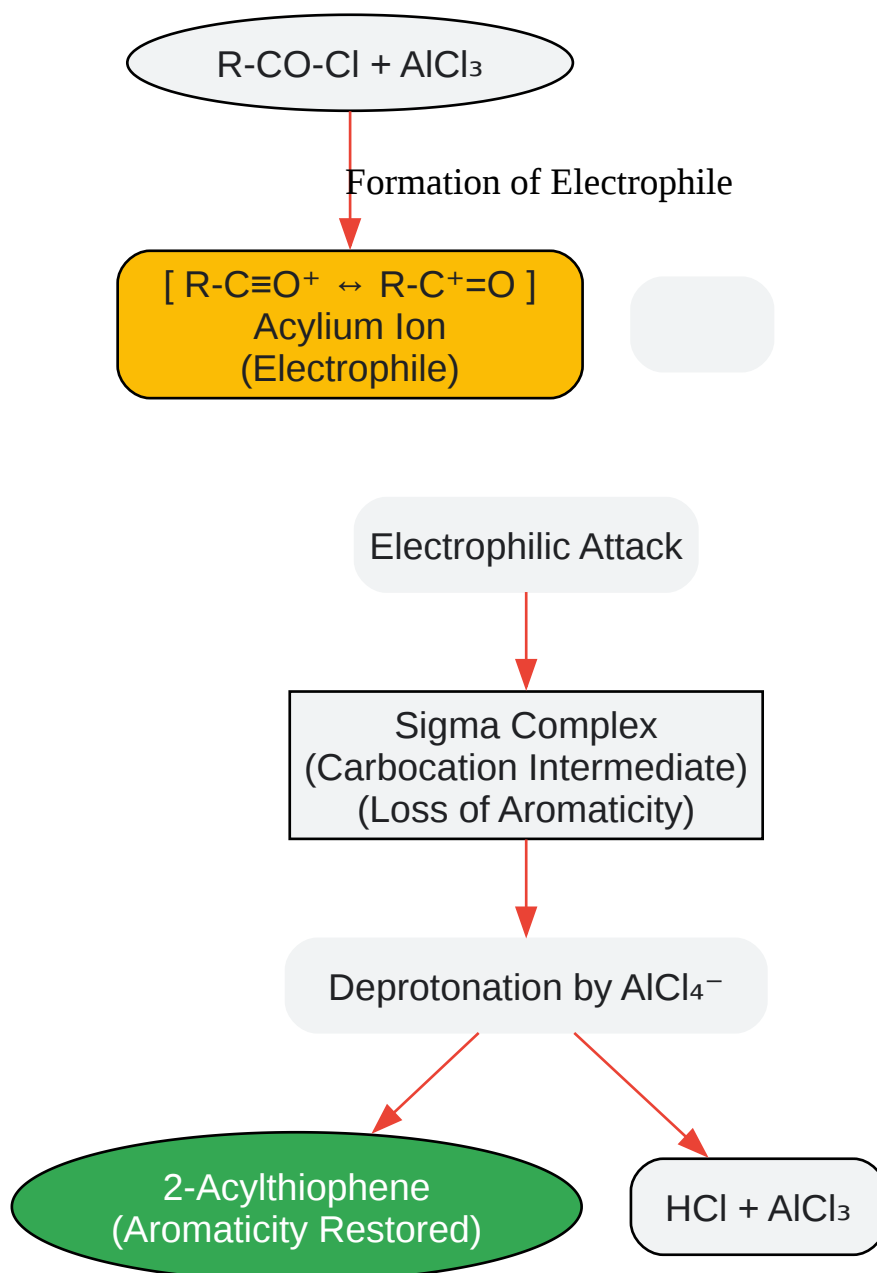 R-CO-Cl + AlCl₃
Formation of Electrophile
[ R-C≡O⁺ ↔ R-C⁺=O ]
Acylium Ion
(Electrophile)
Electrophilic Attack
Sigma Complex
(Carbocation Intermediate)
(Loss of Aromaticity)
Deprotonation by AlCl₄⁻
2-Acylthiophene
(Aromaticity Restored)
HCl + AlCl₃